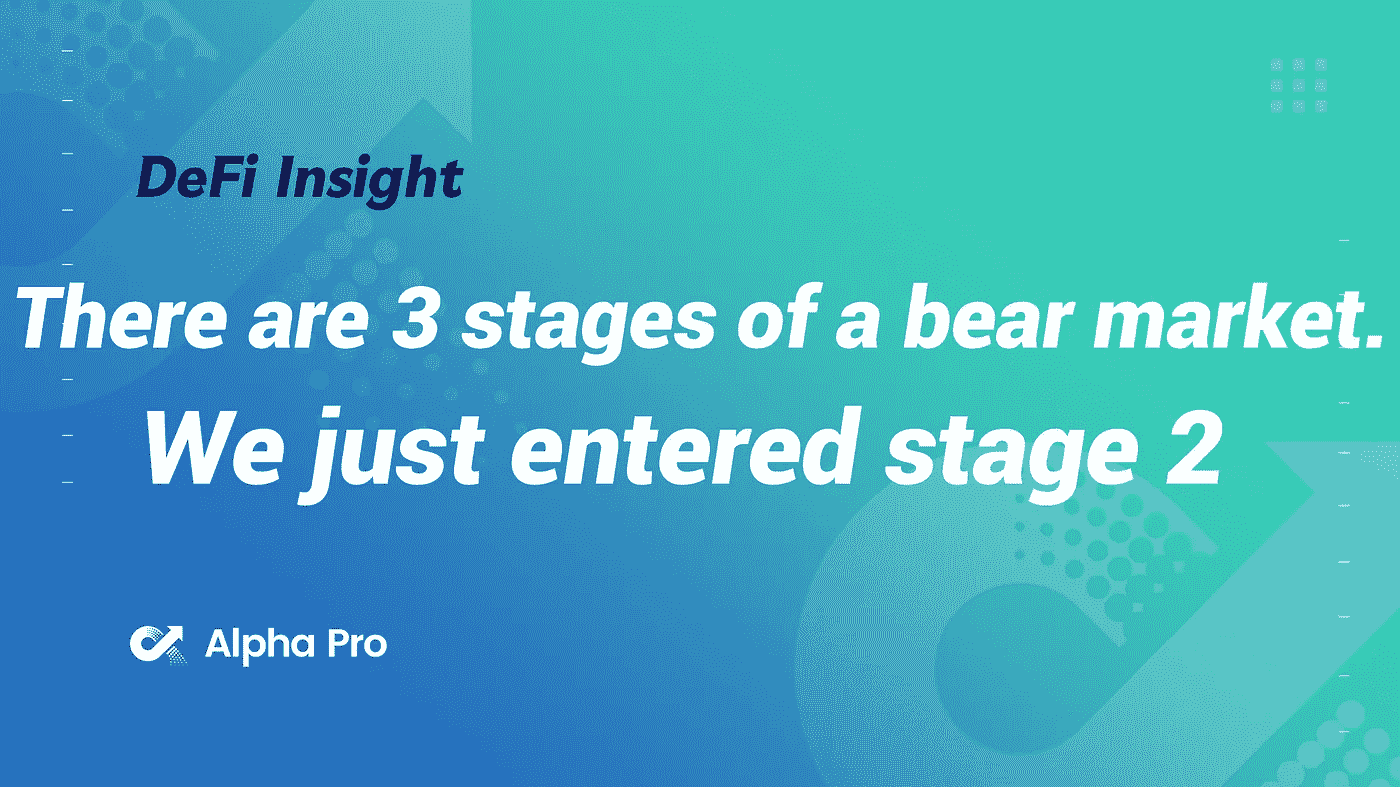 DeFi Insight
There are 3 stages of a bear market.
We just entered stage 2
Alpha Pro